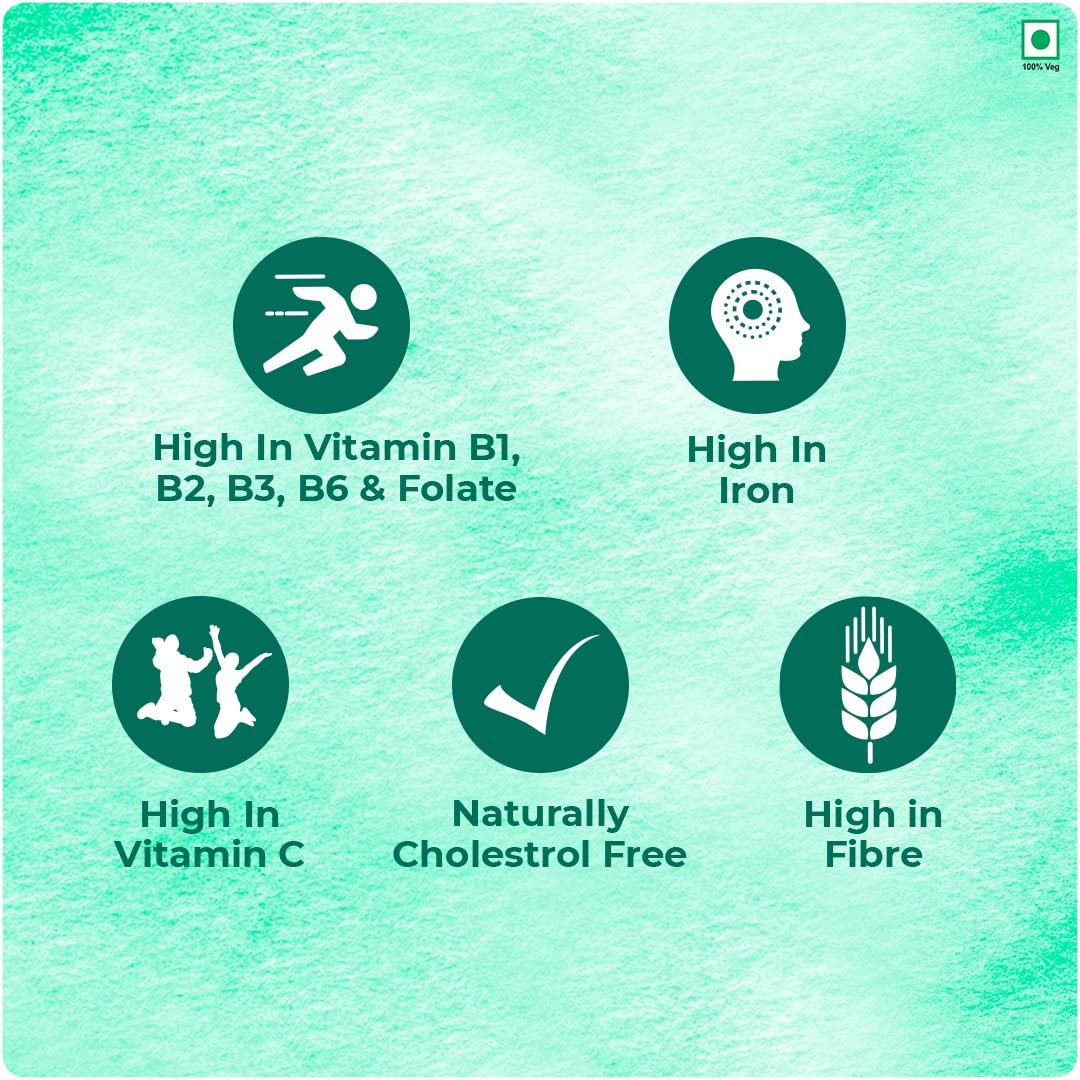 100% Veg
High In Vitamin B1,
B2, B3, B6 & Folate
High In
Iron
High In
Vitamin C
Naturally
Cholestrol Free
High in
Fibre